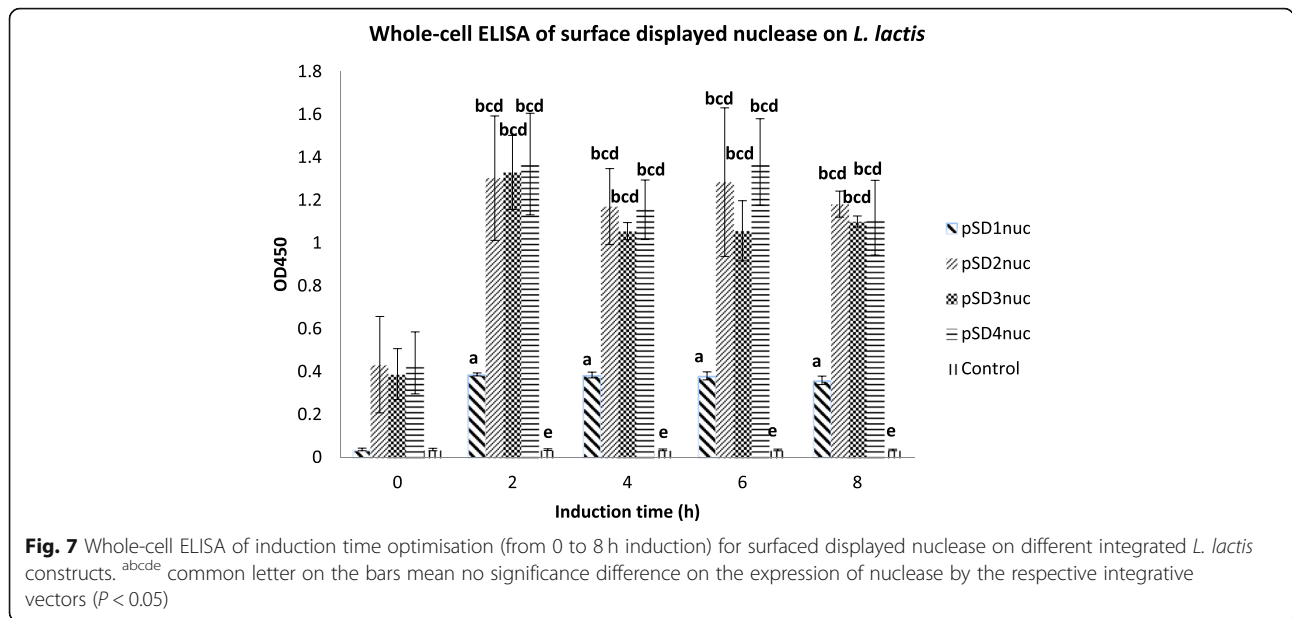 Whole-cell ELISA of surface displayed nuclease on L. lactis
OD450
1.8
1.6
1.4
1.2
1
0.8
0.6
0.4
0.2
0
a
bcd
bcd
bcd
e
a
bcd
bcd
bcd
e
a
bcd
bcd
bcd
e
a
bcd
bcd
bcd
e
0 2 4 6 8
Induction time (h)
pSD1nuc
pSD2nuc
pSD3nuc
pSD4nuc
Control
Fig. 7 Whole-cell ELISA of induction time optimisation (from 0 to 8 h induction) for surfaced displayed nuclease on different integrated L. lactis
constructs. abcde common letter on the bars mean no significance difference on the expression of nuclease by the respective integrative
vectors (P < 0.05)